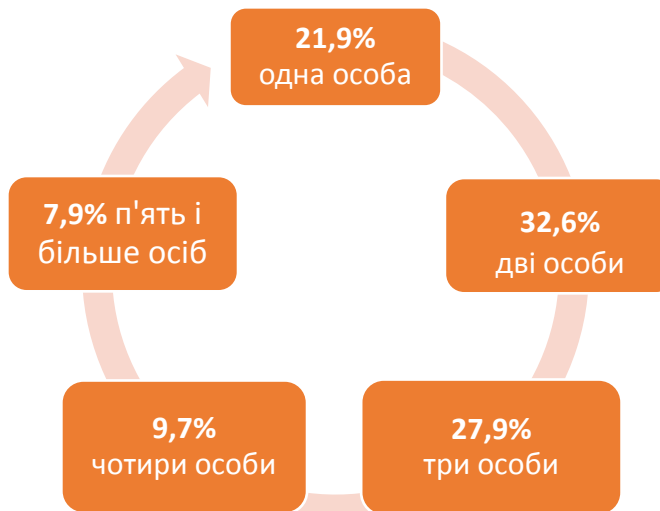 21,9%
одна особа
32,6%
дві особи
27,9%
три особи
9,7%
чотири особи
7,9% п'ять і
більше осіб